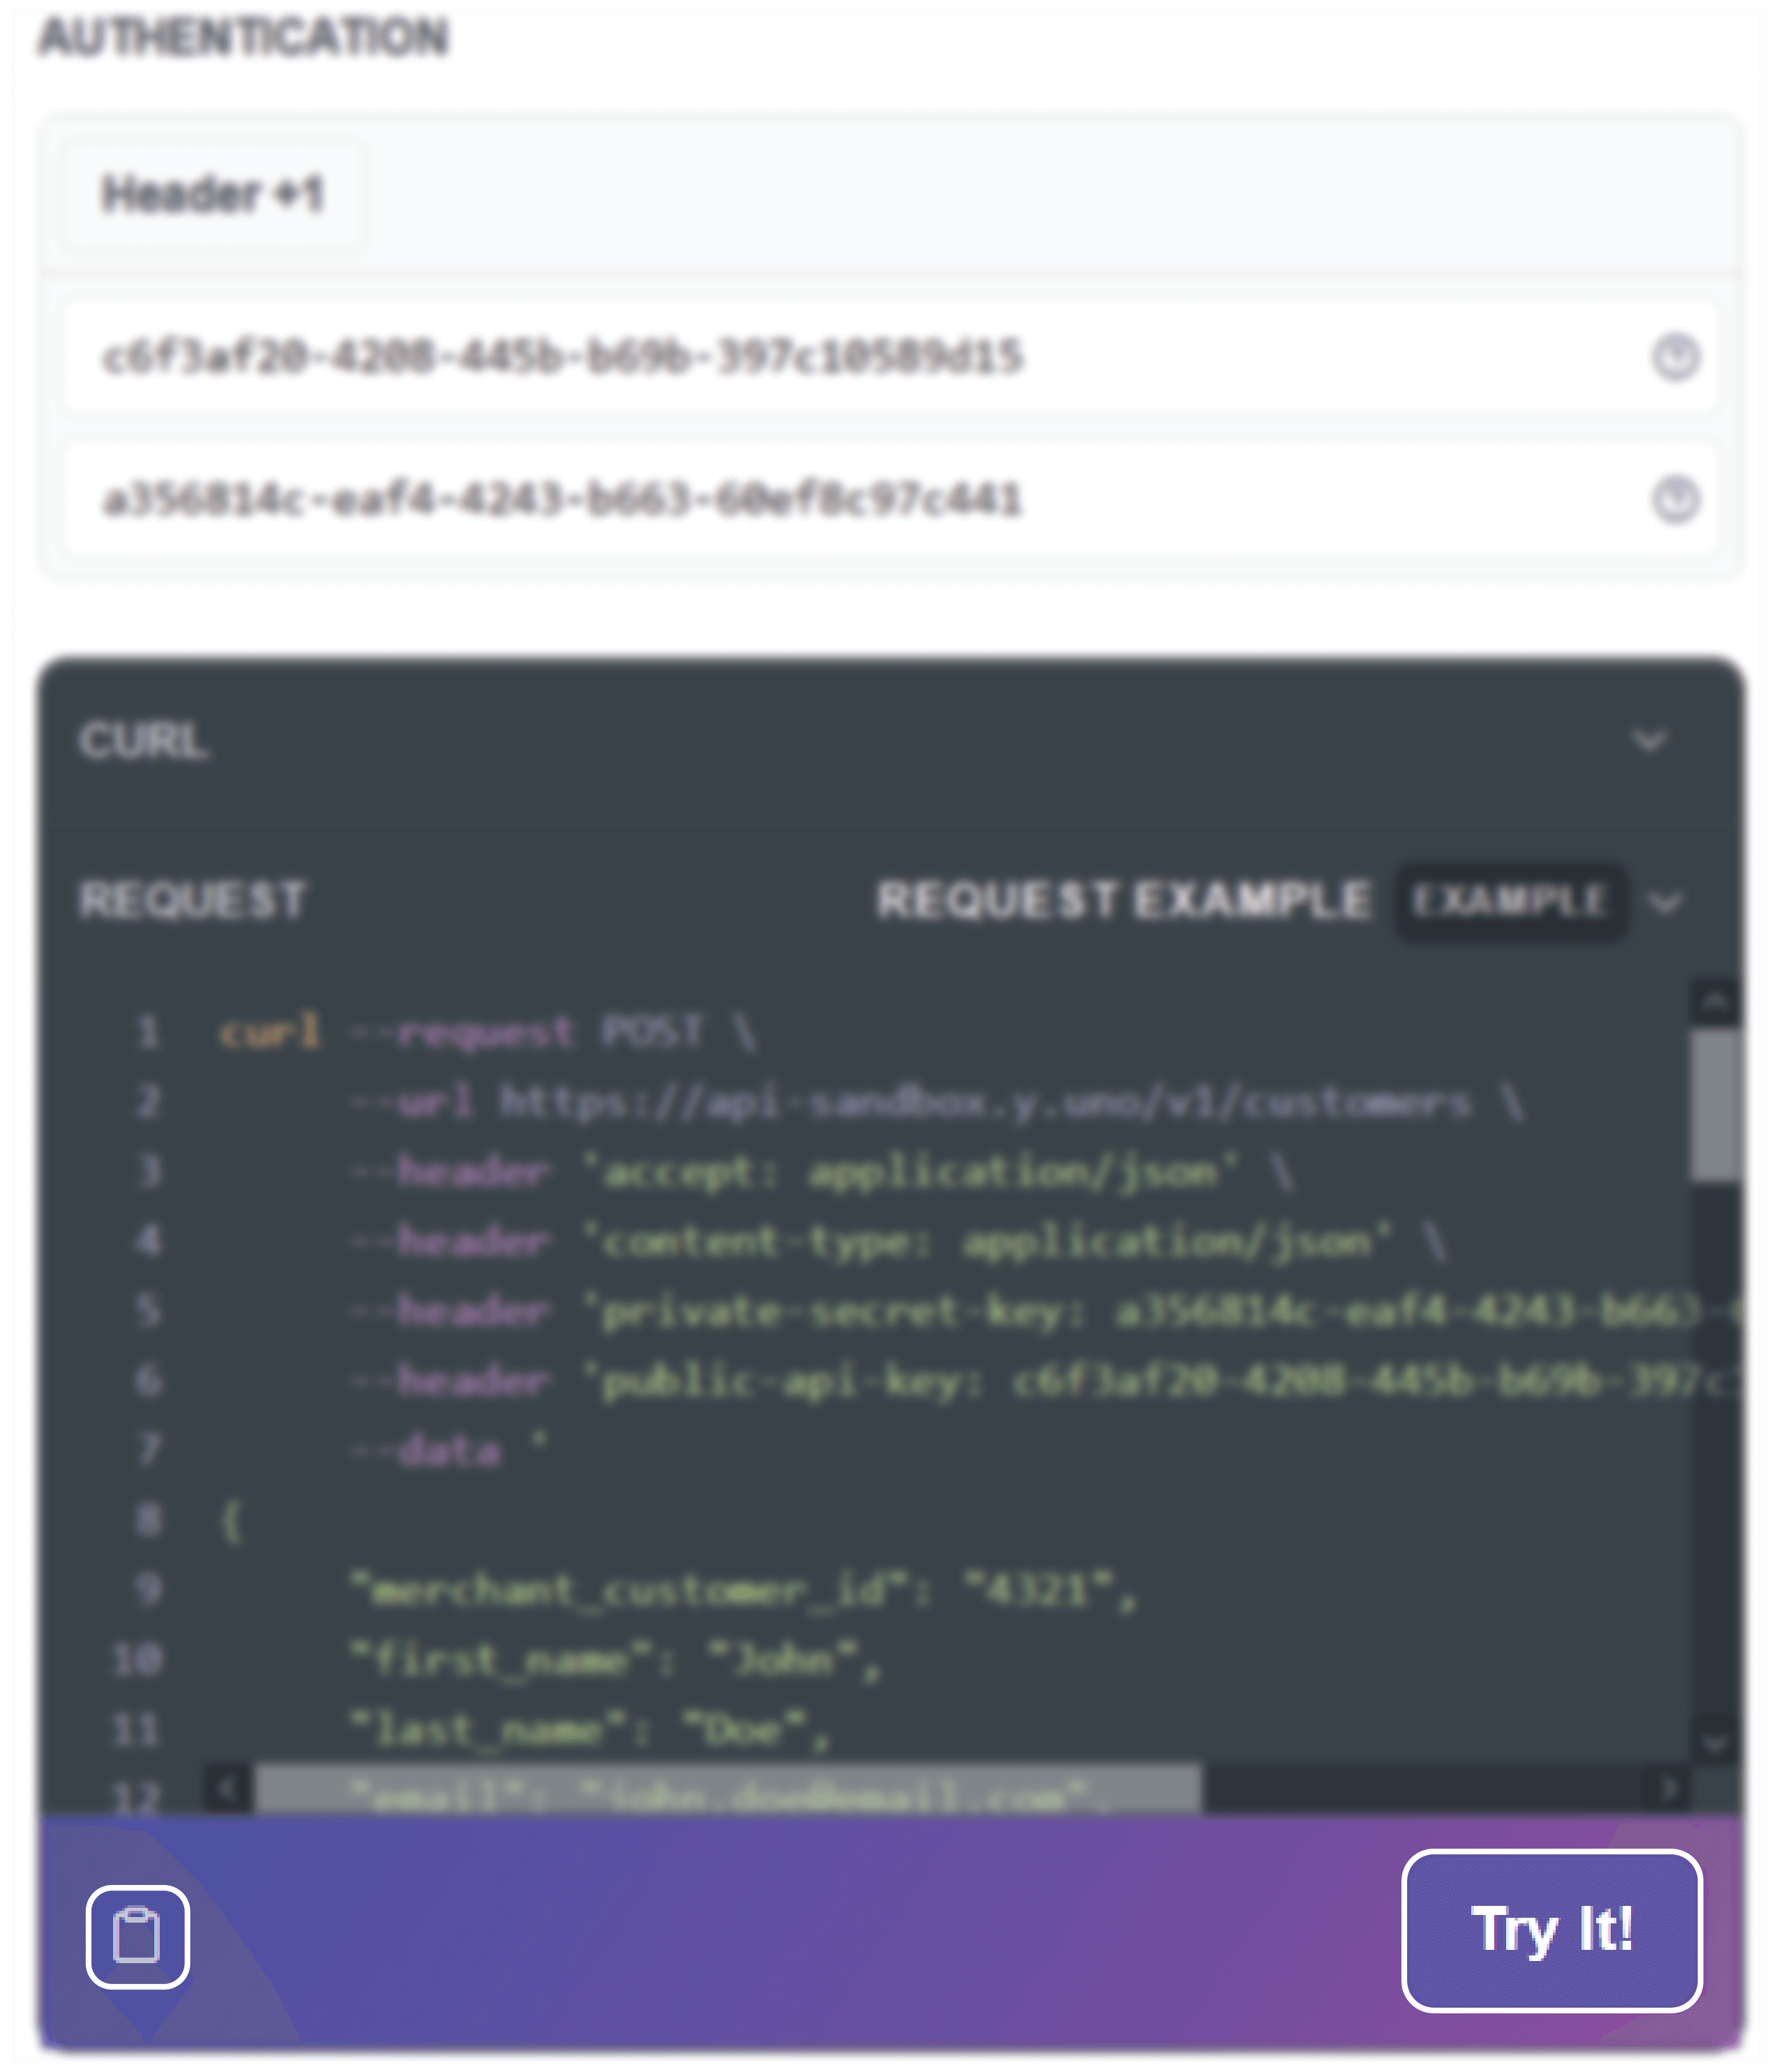 AUTHENTICATION
Header +1
c6f3af20-4208-445b-b69b-397c10589d15
a356814c-eaf4-4243-b663-60ef8c97c441
CURL
REQUEST REQUEST EXAMPLE EXAMPLE
1 curl --request POST \
2 --url https://api-sandbox.y.uno/v1/customers \
3 --header 'accept: application/json' \
4 --header 'content-type: application/json' \
5 --header 'private-secret-key: a356814c-eaf4-4243-b663-
6 --header 'public-api-key: c6f3af20-4208-445b-b69b-397c
7 --data '
8 {
9 "merchant_customer_id": "4321",
10 "first_name": "John",
11 "last_name": "Doe",
12 "email": "john.doe@email.com",
Try It!